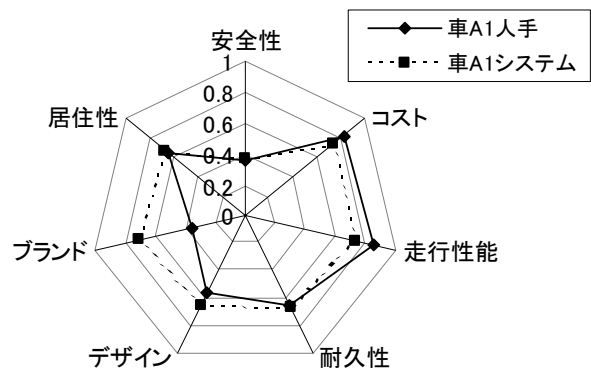 車A1人手
車A1システム
安全性
コスト
走行性能
耐久性
デザイン
ブランド
居住性
1
0.8
0.6
0.4
0.2
0